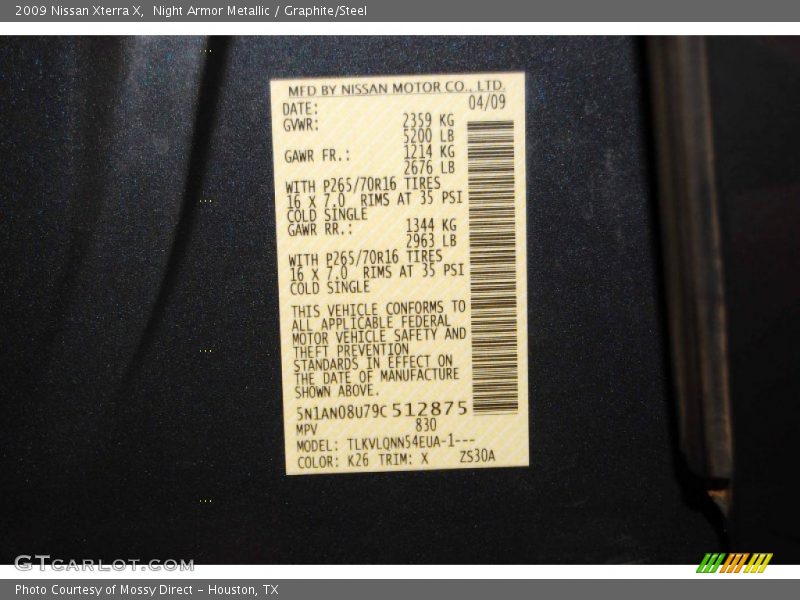 2009 Nissan Xterra X,  Night Armor Metallic / Graphite/Steel
MFD BY NISSAN MOTOR CO., LTD.
DATE: 04/09
GVWR: 2359 KG
5200 LB
GAWR FR.: 1214 KG
2676 LB
WITH P265/70R16 TIRES
16 X 7.0 RIMS AT 35 PSI
COLD SINGLE
GAWR RR.: 1344 KG
2963 LB
WITH P265/70R16 TIRES
16 X 7.0 RIMS AT 35 PSI
COLD SINGLE
THIS VEHICLE CONFORMS TO
ALL APPLICABLE FEDERAL
MOTOR VEHICLE SAFETY AND
THEFT PREVENTION
STANDARDS IN EFFECT ON
THE DATE OF MANUFACTURE
SHOWN ABOVE.
5N1AN08U79C512875
MPV 830
MODEL: TLKVLQNN54EUA-1---
COLOR: K26 TRIM: X ZS30A
GTcarlot.com
Photo Courtesy of Mossy Direct - Houston, TX